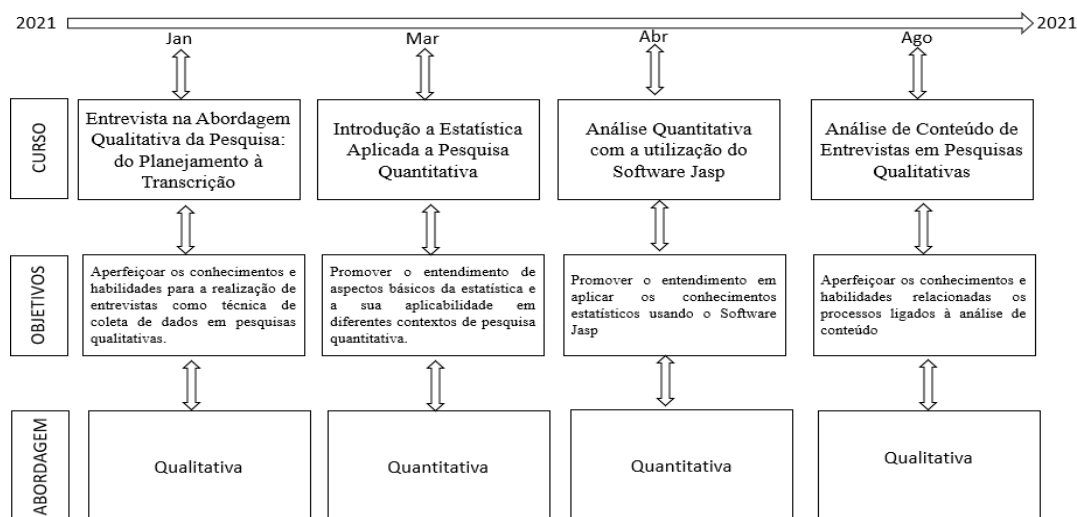 2021
2021
Jan
Mar
Abr
Ago
CURSO
Entrevista na Abordagem
Qualitativa da Pesquisa:
do Planejamento à
Transcrição
Introdução a Estatística
Aplicada a Pesquisa
Quantitativa
Análise Quantitativa
com a utilização do
Software Jasp
Análise de Conteúdo de
Entrevistas em Pesquisas
Qualitativas
OBJETIVOS
Aperfeiçoar os conhecimentos e
habilidades para a realização de
entrevistas como técnica de
coleta de dados em pesquisas
qualitativas.
Promover o entendimento de
aspectos básicos da estatística e
a sua aplicabilidade em
diferentes contextos de pesquisa
quantitativa.
Promover o entendimento em
aplicar os conhecimentos
estatísticos usando o Software
Jasp
Aperfeiçoar os conhecimentos e
habilidades relacionadas os
processos ligados à análise de
conteúdo
ABORDAGEM
Qualitativa
Quantitativa
Quantitativa
Qualitativa